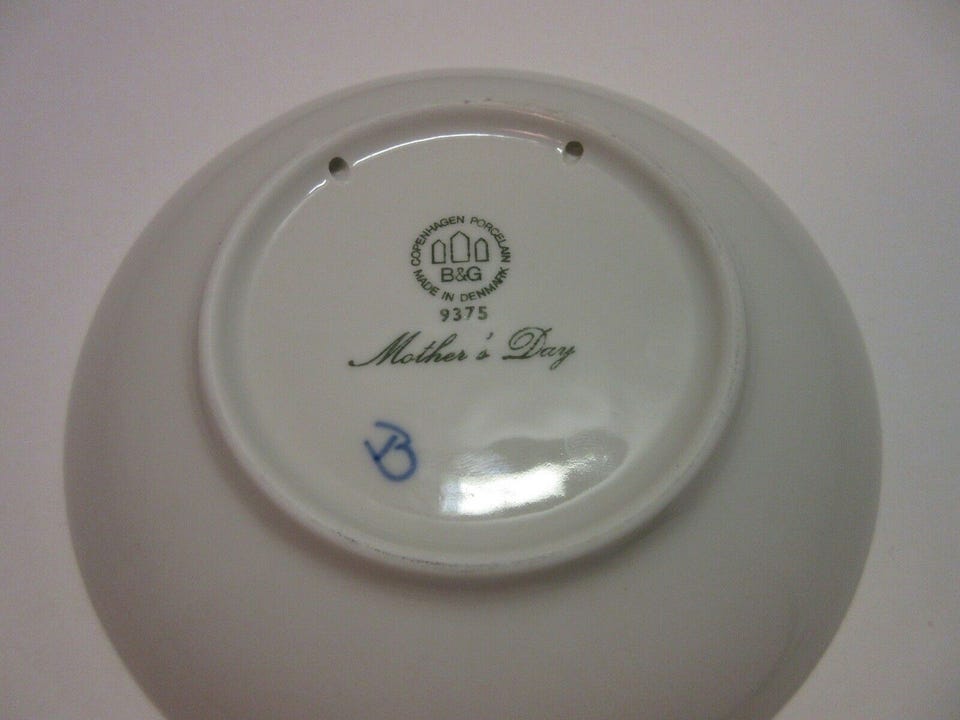 COPENHAGEN PORCELAIN
B&G
MADE IN DENMARK
9375
Mother's Day